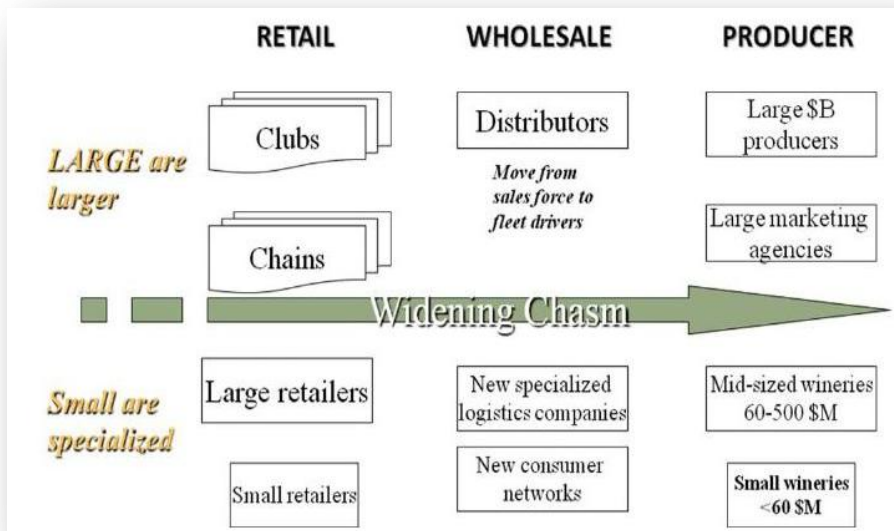 RETAIL
WHOLESALE
PRODUCER
LARGE are
larger
Clubs
Chains
Distributors
Move from
sales force to
fleet drivers
Large $B
producers
Large marketing
agencies
Widening Chasm
Small are
specialized
Large retailers
Small retailers
New specialized
logistics companies
New consumer
networks
Mid-sized wineries
60-500 $M
Small wineries
<60 $M